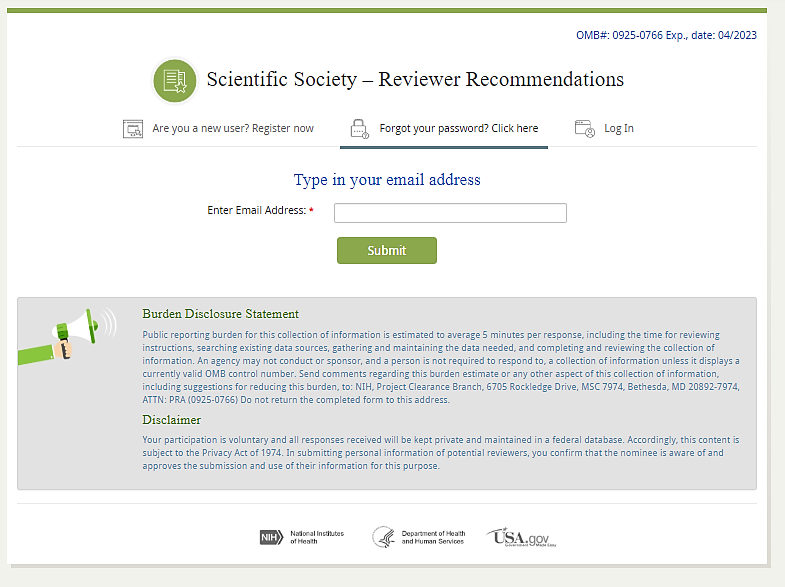 OMB#: 0925-0766 Exp., date: 04/2023
Scientific Society – Reviewer Recommendations
Are you a new user? Register now
Forgot your password? Click here
Log In
Type in your email address
Enter Email Address: *
Submit
Burden Disclosure Statement
Public reporting burden for this collection of information is estimated to average 5 minutes per response, including the time for reviewing
instructions, searching existing data sources, gathering and maintaining the data needed, and completing and reviewing the collection of
information. An agency may not conduct or sponsor, and a person is not required to respond to, a collection of information unless it displays a
currently valid OMB control number. Send comments regarding this burden estimate or any other aspect of this collection of information,
including suggestions for reducing this burden, to: NIH, Project Clearance Branch, 6705 Rockledge Drive, MSC 7974, Bethesda, MD 20892-7974,
ATTN: PRA (0925-0766) Do not return the completed form to this address.
Disclaimer
Your participation is voluntary and all responses received will be kept private and maintained in a federal database. Accordingly, this content is
subject to the Privacy Act of 1974. In submitting personal information of potential reviewers, you confirm that the nominee is aware of and
approves the submission and use of their information for this purpose.
NIH
National Institutes
of Health
Department of Health
and Human Services
USA.gov
Government Made Easy